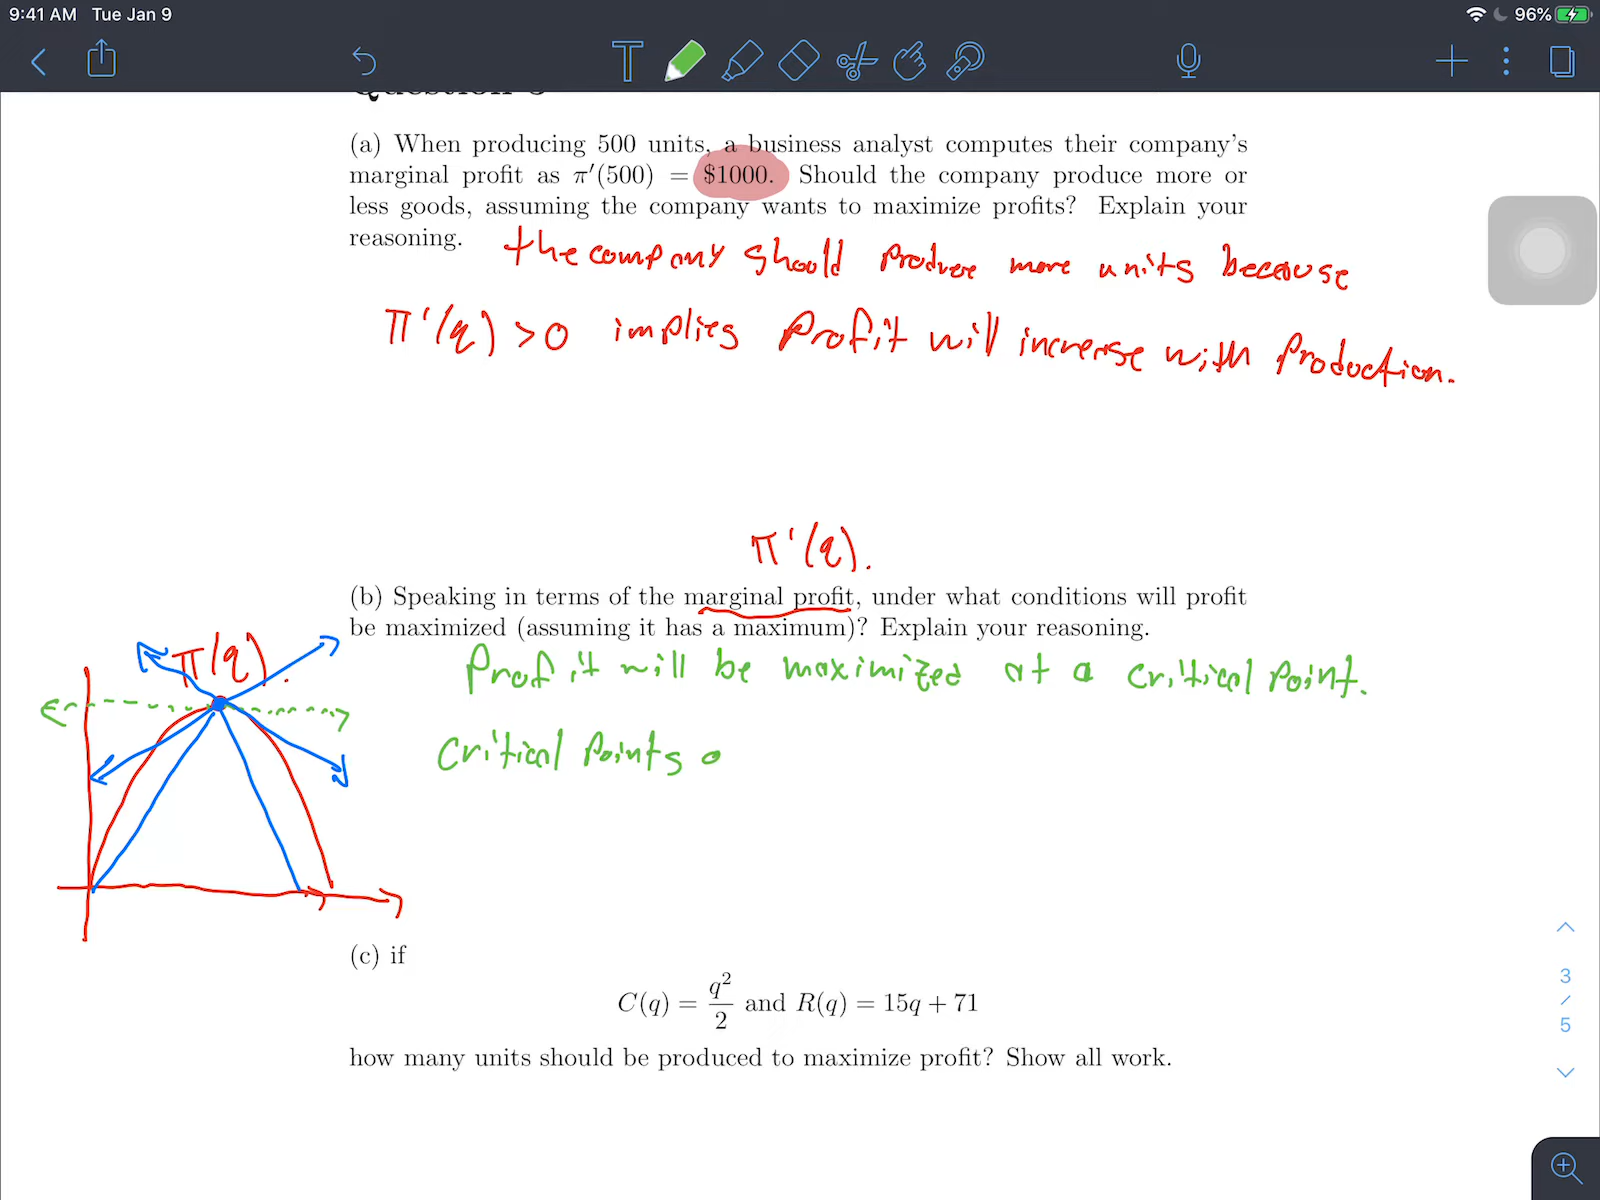 9:41 AM Tue Jan 9
96%
(a) When producing 500 units, a business analyst computes their company's
marginal profit as π′(500) = $1000. Should the company produce more or
less goods, assuming the company wants to maximize profits? Explain your
reasoning.
the company should produce more units because
π'(q) > 0 implies Profit will increase with Production.
π'(q).
(b) Speaking in terms of the marginal profit, under what conditions will profit
be maximized (assuming it has a maximum)? Explain your reasoning.
π(q).
Profit will be maximized at a critical Point.
Critical Points o
(c) if
C(q) = q²/2 and R(q) = 15q + 71
how many units should be produced to maximize profit? Show all work.
3
/
5